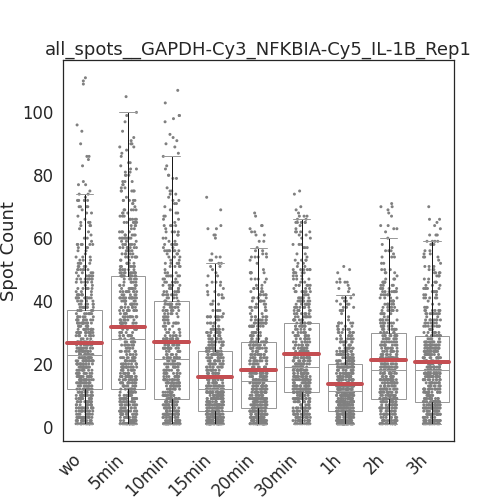 all_spots__GAPDH-Cy3_NFKBIA-Cy5_IL-1B_Rep1
Spot Count
100
80
60
40
20
0
wo
5min
10min
15min
20min
30min
1h
2h
3h